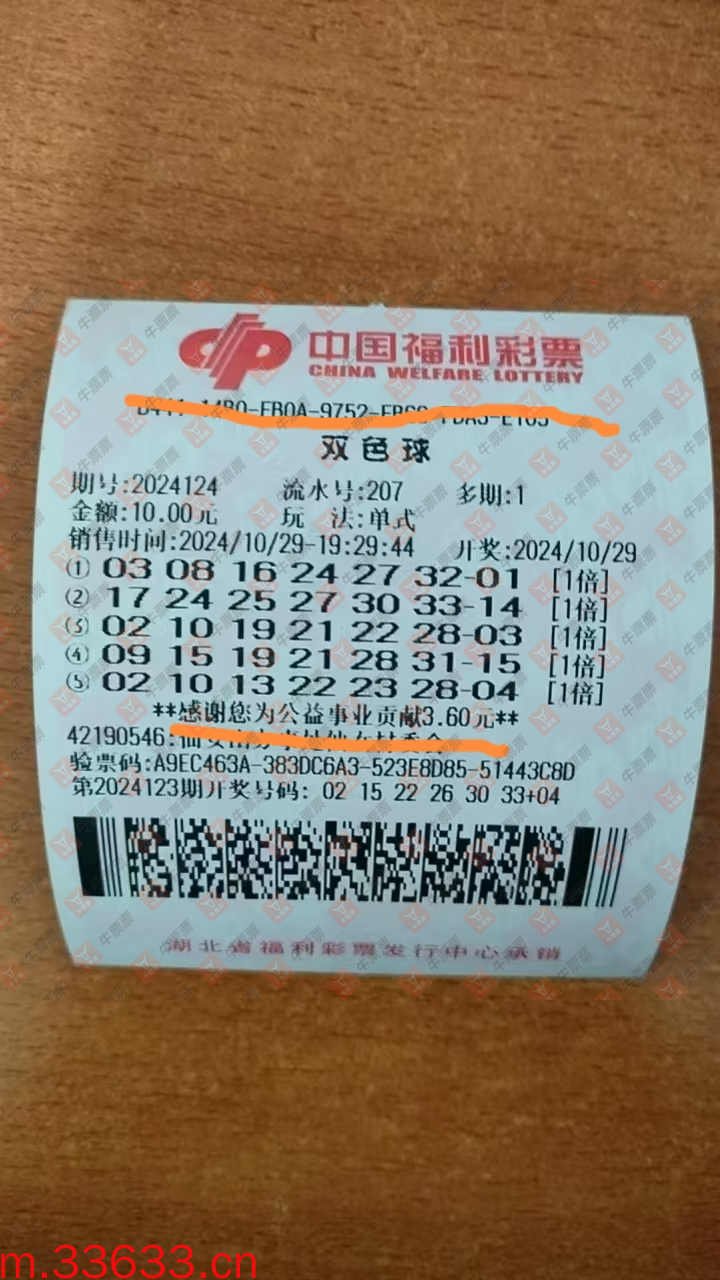 中国福利彩票
CHINA WELFARE LOTTERY
双色球
期号:2024124 流水号:207 多期:1
金额:10.00元 玩 法:单式
销售时间:2024/10/29-19:29:44 开奖:2024/10/29
① 03 08 16 24 27 32-01 [1倍]
② 17 24 25 27 30 33-14 [1倍]
③ 02 10 19 21 22 28-03 [1倍]
④ 09 15 19 21 28 31-15 [1倍]
⑤ 02 10 13 22 23 28-04 [1倍]
**感谢您为公益事业贡献3.60元**
42190546:
验票码:A9EC463A-383DC6A3-523E8D85-51443C8D
第2024123期开奖号码: 02 15 22 26 30 33+04
湖北省福利彩票发行中心承销
m.33633.cn